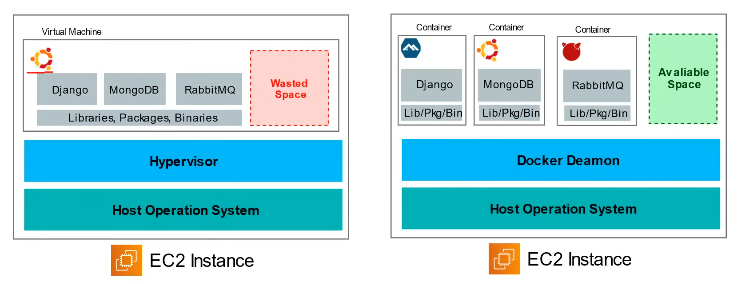 Virtual Machine
Django
MongoDB
RabbitMQ
Libraries, Packages, Binaries
Wasted
Space
Hypervisor
Host Operation System
EC2 Instance
Container
Container
Container
Django
MongoDB
RabbitMQ
Lib/Pkg/Bin
Lib/Pkg/Bin
Lib/Pkg/Bin
Avaliable
Space
Docker Deamon
Host Operation System
EC2 Instance